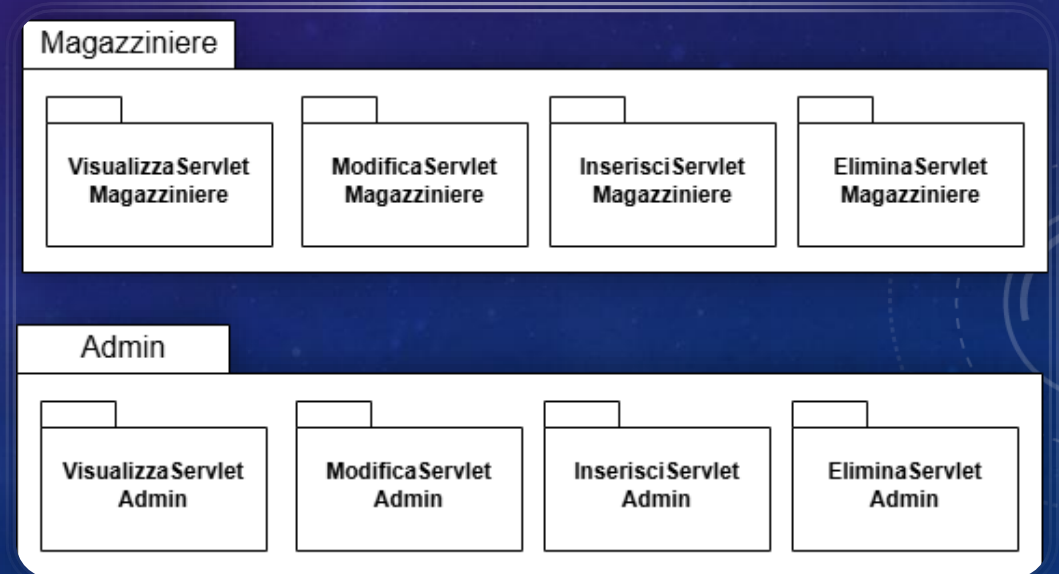 Magazziniere
VisualizzaServlet
Magazziniere
ModificaServlet
Magazziniere
InserisciServlet
Magazziniere
EliminaServlet
Magazziniere
Admin
VisualizzaServlet
Admin
ModificaServlet
Admin
InserisciServlet
Admin
EliminaServlet
Admin